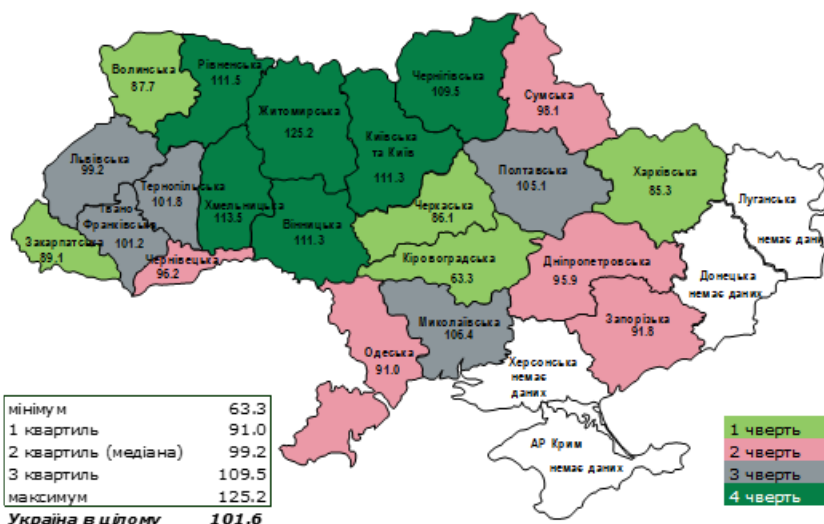 Волинська
87.7
Рівненська
111.5
Житомирська
125.2
Київська
та Київ
111.3
Чернігівська
109.5
Сумська
98.1
Львівська
99.2
Тернопільська
101.8
Хмельницька
113.5
Вінницька
111.3
Черкаська
86.1
Полтавська
105.1
Харківська
85.3
Луганська
немає даних
Івано
Франківська
101.2
Закарпатська
89.1
Чернівецька
96.2
Кіровоградська
63.3
Дніпропетровська
95.9
Донецька
немає даних
Запорізька
91.8
Миколаївська
106.4
Одеська
91.0
Херсонська
немає
даних
АР Крим
немає даних
мінімум 63.3
1 квартиль 91.0
2 квартиль (медіана) 99.2
3 квартиль 109.5
максимум 125.2
Україна в цілому 101.6
1 чверть
2 чверть
3 чверть
4 чверть